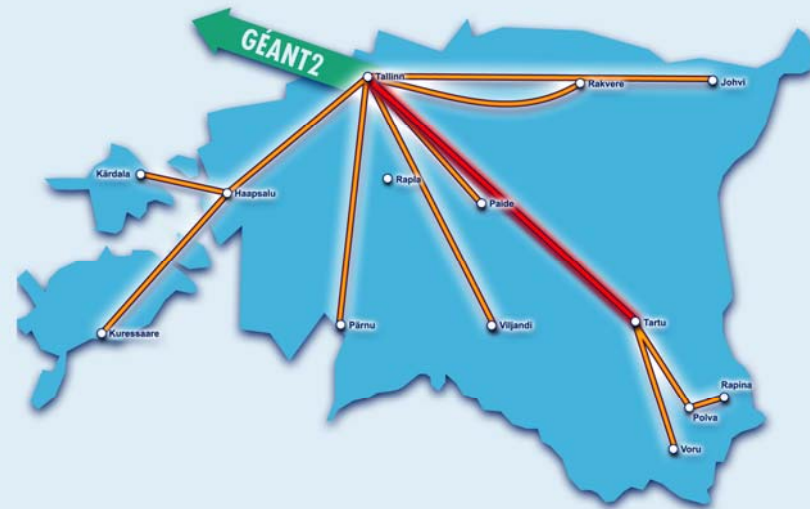 GÉANT2
Tallinn
Rakvere
Johvi
Kärdala
Rapla
Haapsalu
Paide
Kuressaare
Pärnu
Viljandi
Tartu
Rapina
Polva
Voru